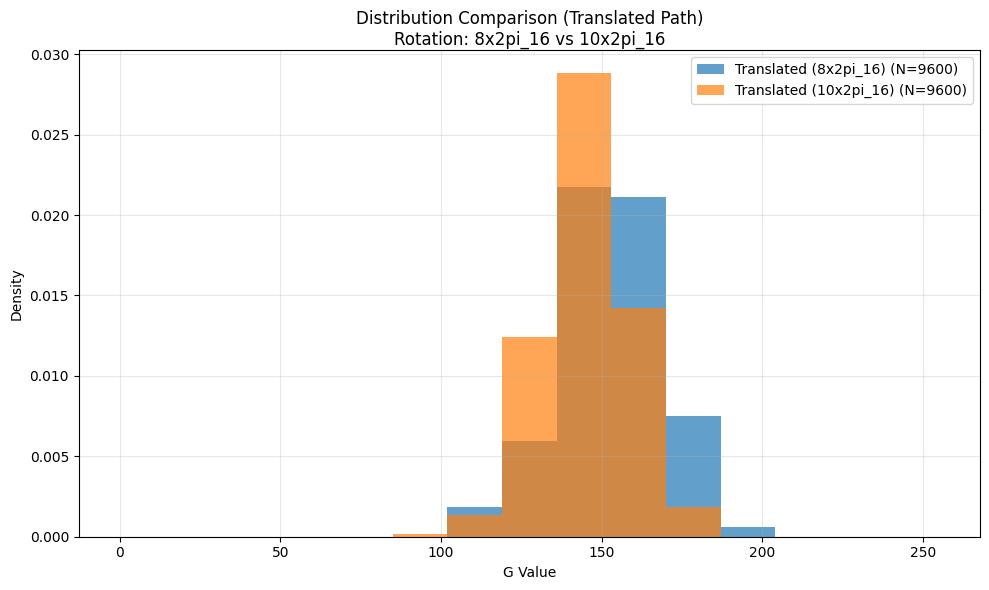 Distribution Comparison (Translated Path)
Rotation: 8x2pi_16 vs 10x2pi_16
Translated (8x2pi_16) (N=9600)
Translated (10x2pi_16) (N=9600)
Density
0.030
0.025
0.020
0.015
0.010
0.005
0.000
0 50 100 150 200 250
G Value